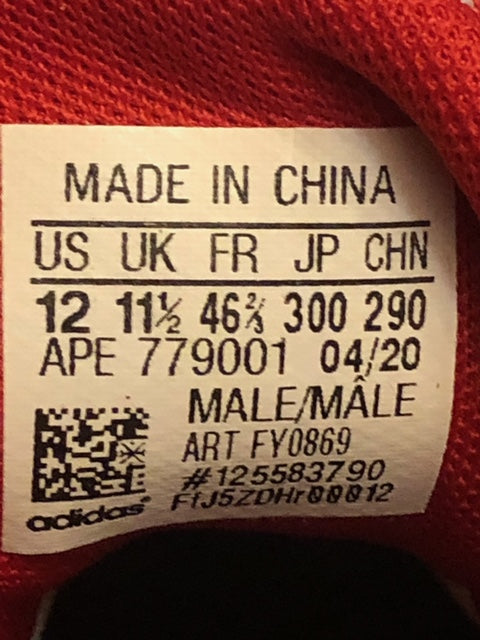 MADE IN CHINA
US UK FR JP CHN
12 11½ 46⅔ 300 290
APE 779001 04/20
MALE/MÂLE
ART FY0869
#125583790
F1J5ZDHr00012
adidas